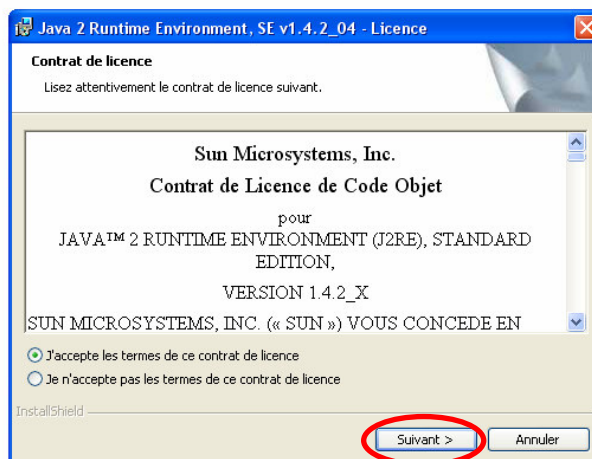 Java 2 Runtime Environment, SE v1.4.2_04 - Licence
Contrat de licence
Lisez attentivement le contrat de licence suivant.
Sun Microsystems, Inc.
Contrat de Licence de Code Objet
pour
JAVA™ 2 RUNTIME ENVIRONMENT (J2RE), STANDARD
EDITION,
VERSION 1.4.2_X
SUN MICROSYSTEMS, INC. (« SUN ») VOUS CONCEDE EN
J'accepte les termes de ce contrat de licence
Je n'accepte pas les termes de ce contrat de licence
InstallShield
Suivant >
Annuler